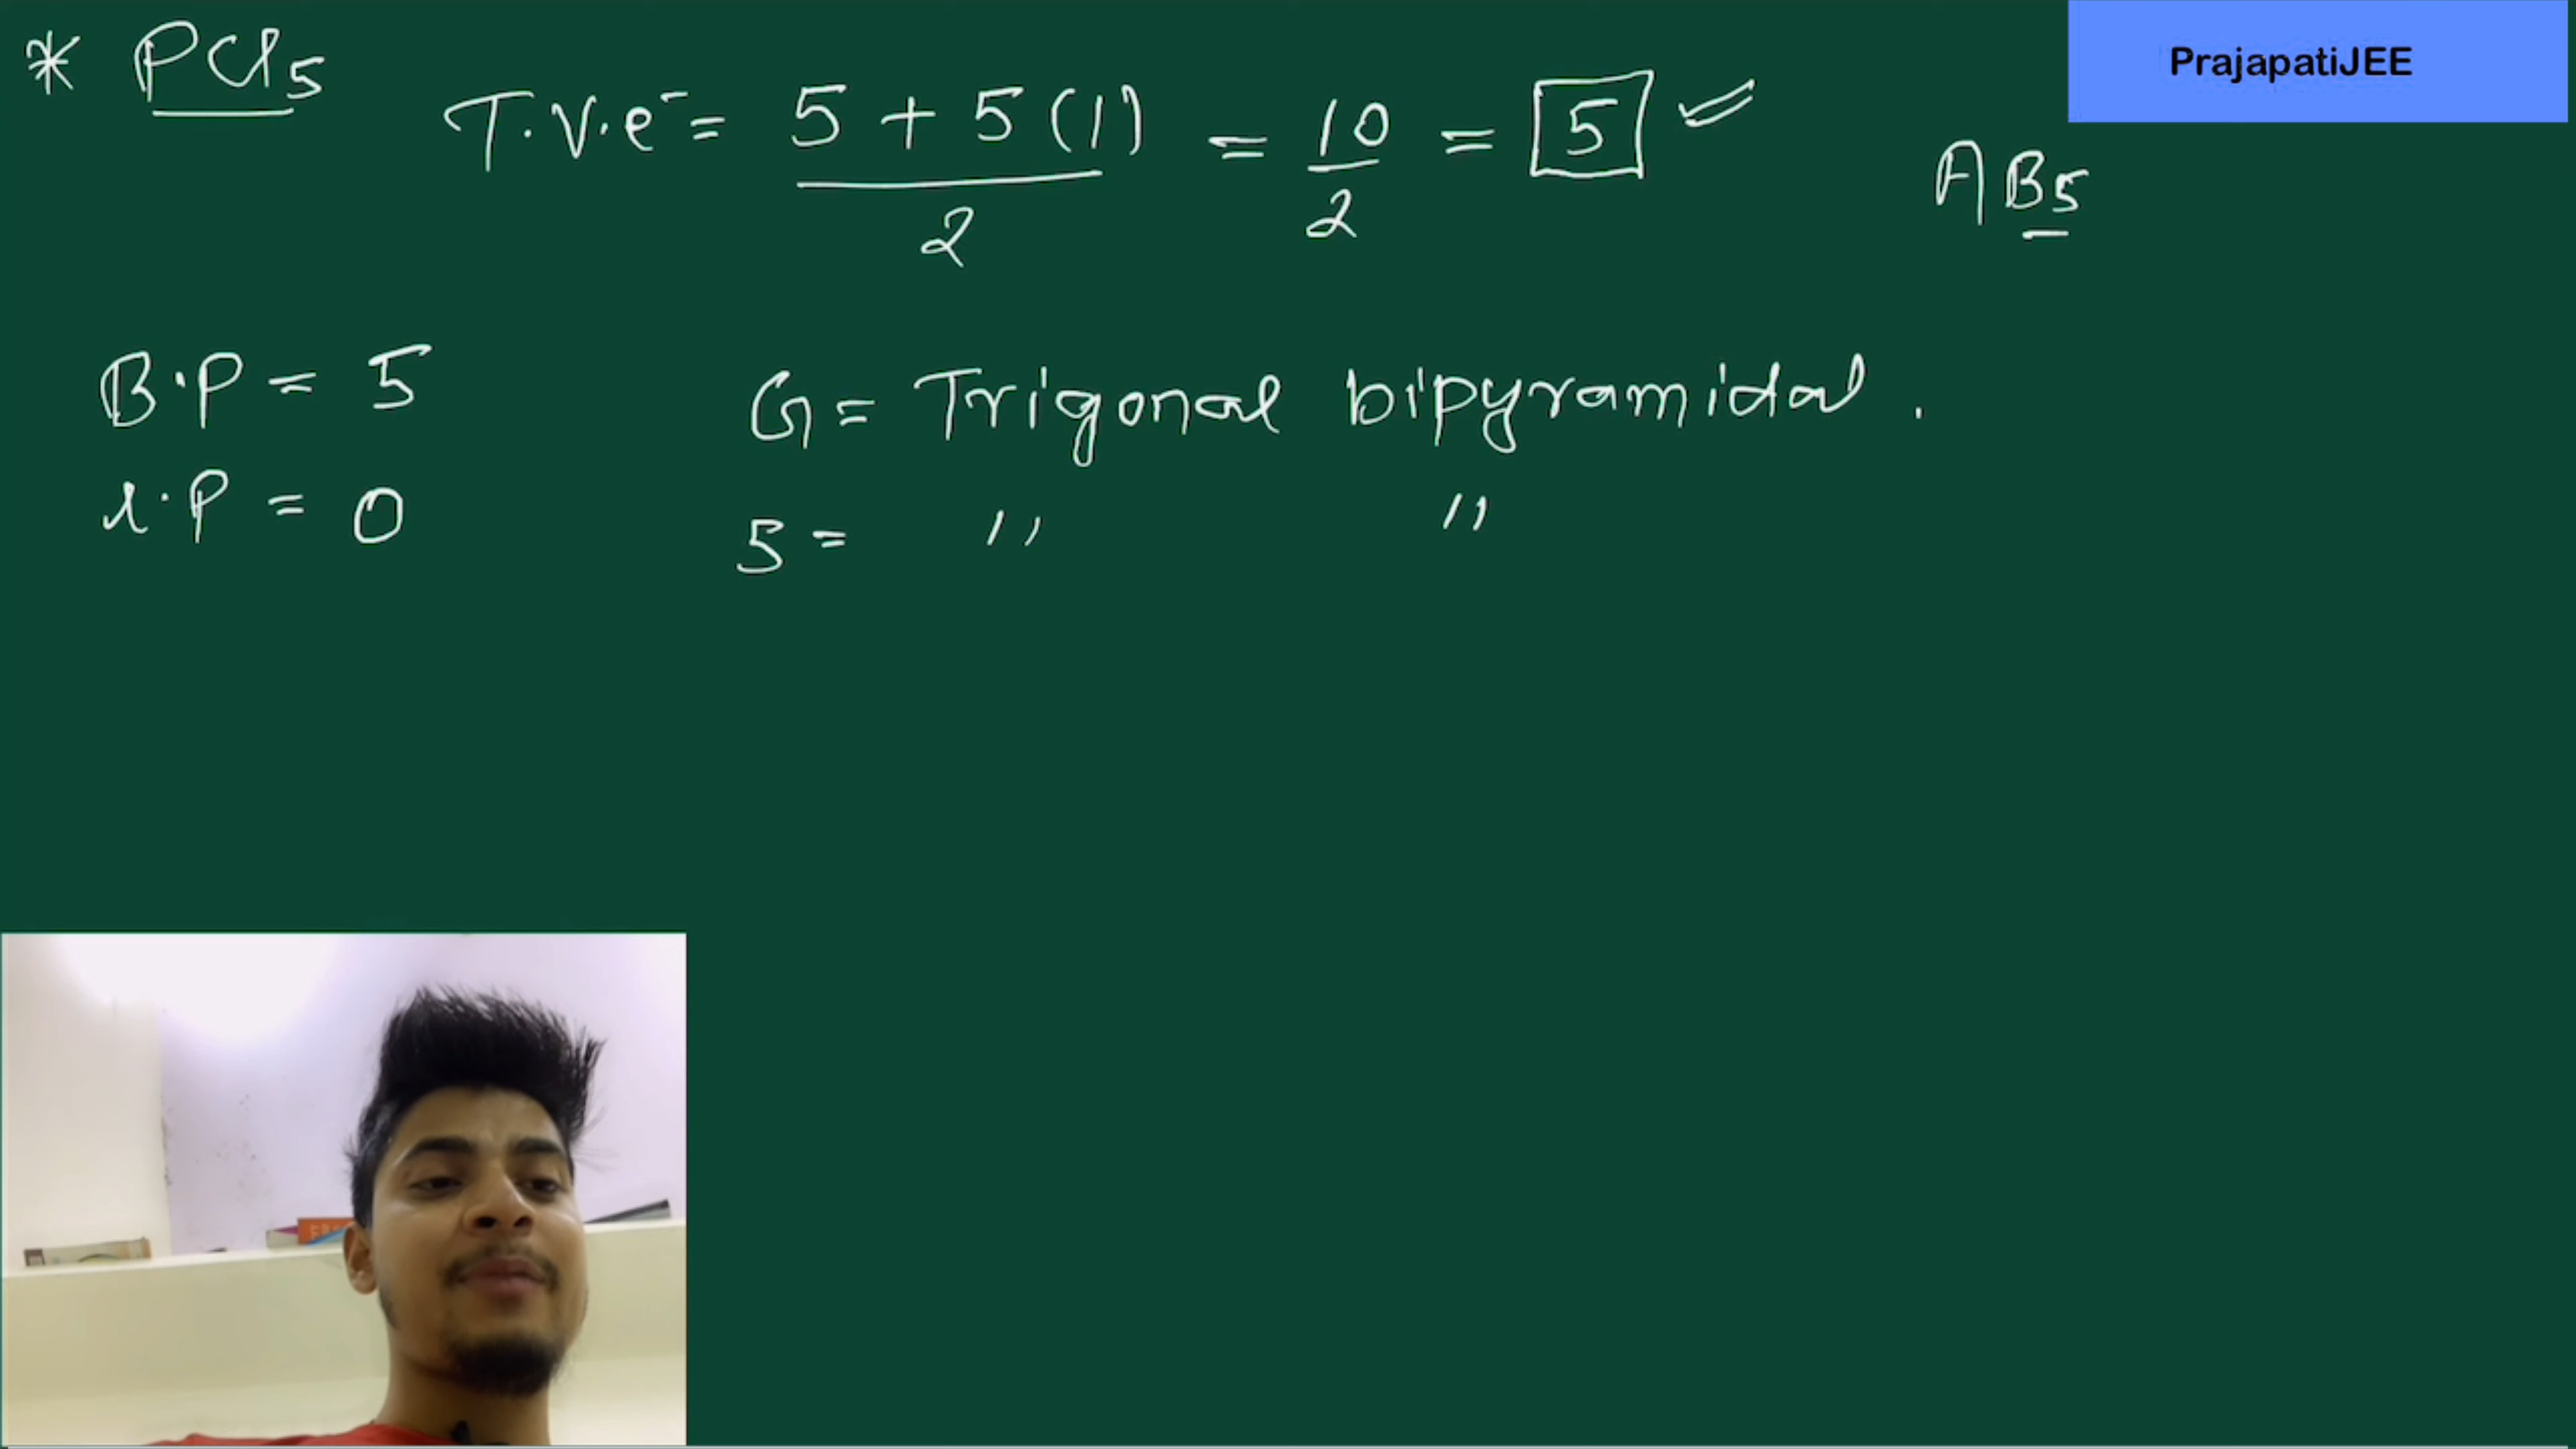 * PCl5
PrajapatiJEE
T.V.e⁻ = 5 + 5(1) / 2 = 10 / 2 = 5 ✓
AB5
B.P = 5
l.P = 0
G = Trigonal bipyramidal.
S = " "